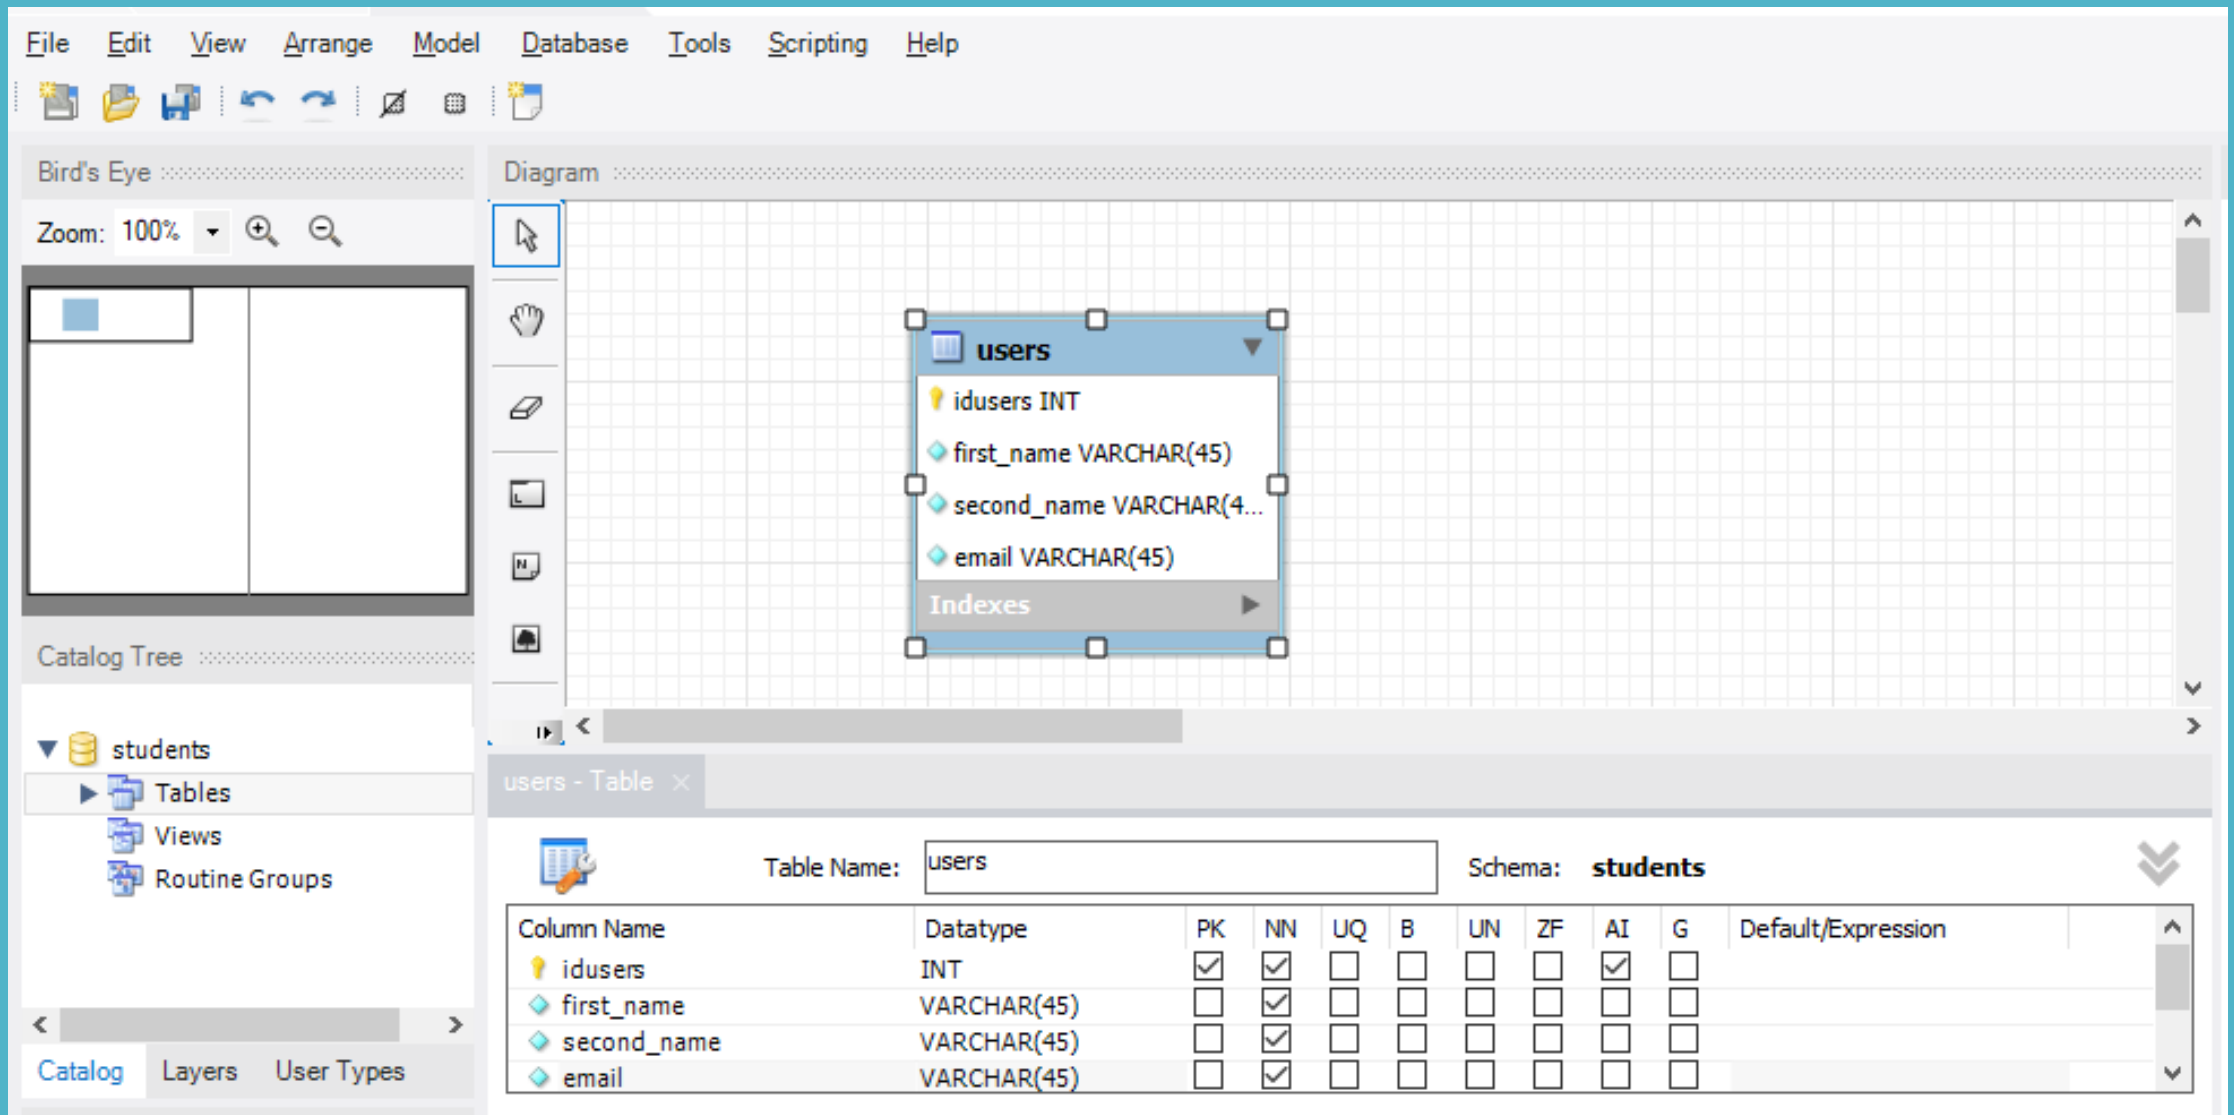 File Edit View Arrange Model Database Tools Scripting Help
Bird's Eye
Zoom: 100%
Diagram
users
idusers INT
first_name VARCHAR(45)
second_name VARCHAR(4...
email VARCHAR(45)
Indexes
Catalog Tree
students
Tables
Views
Routine Groups
Catalog Layers User Types
users - Table
Table Name: users Schema: students
Column Name Datatype PK NN UQ B UN ZF AI G Default/Expression
idusers INT
first_name VARCHAR(45)
second_name VARCHAR(45)
email VARCHAR(45)